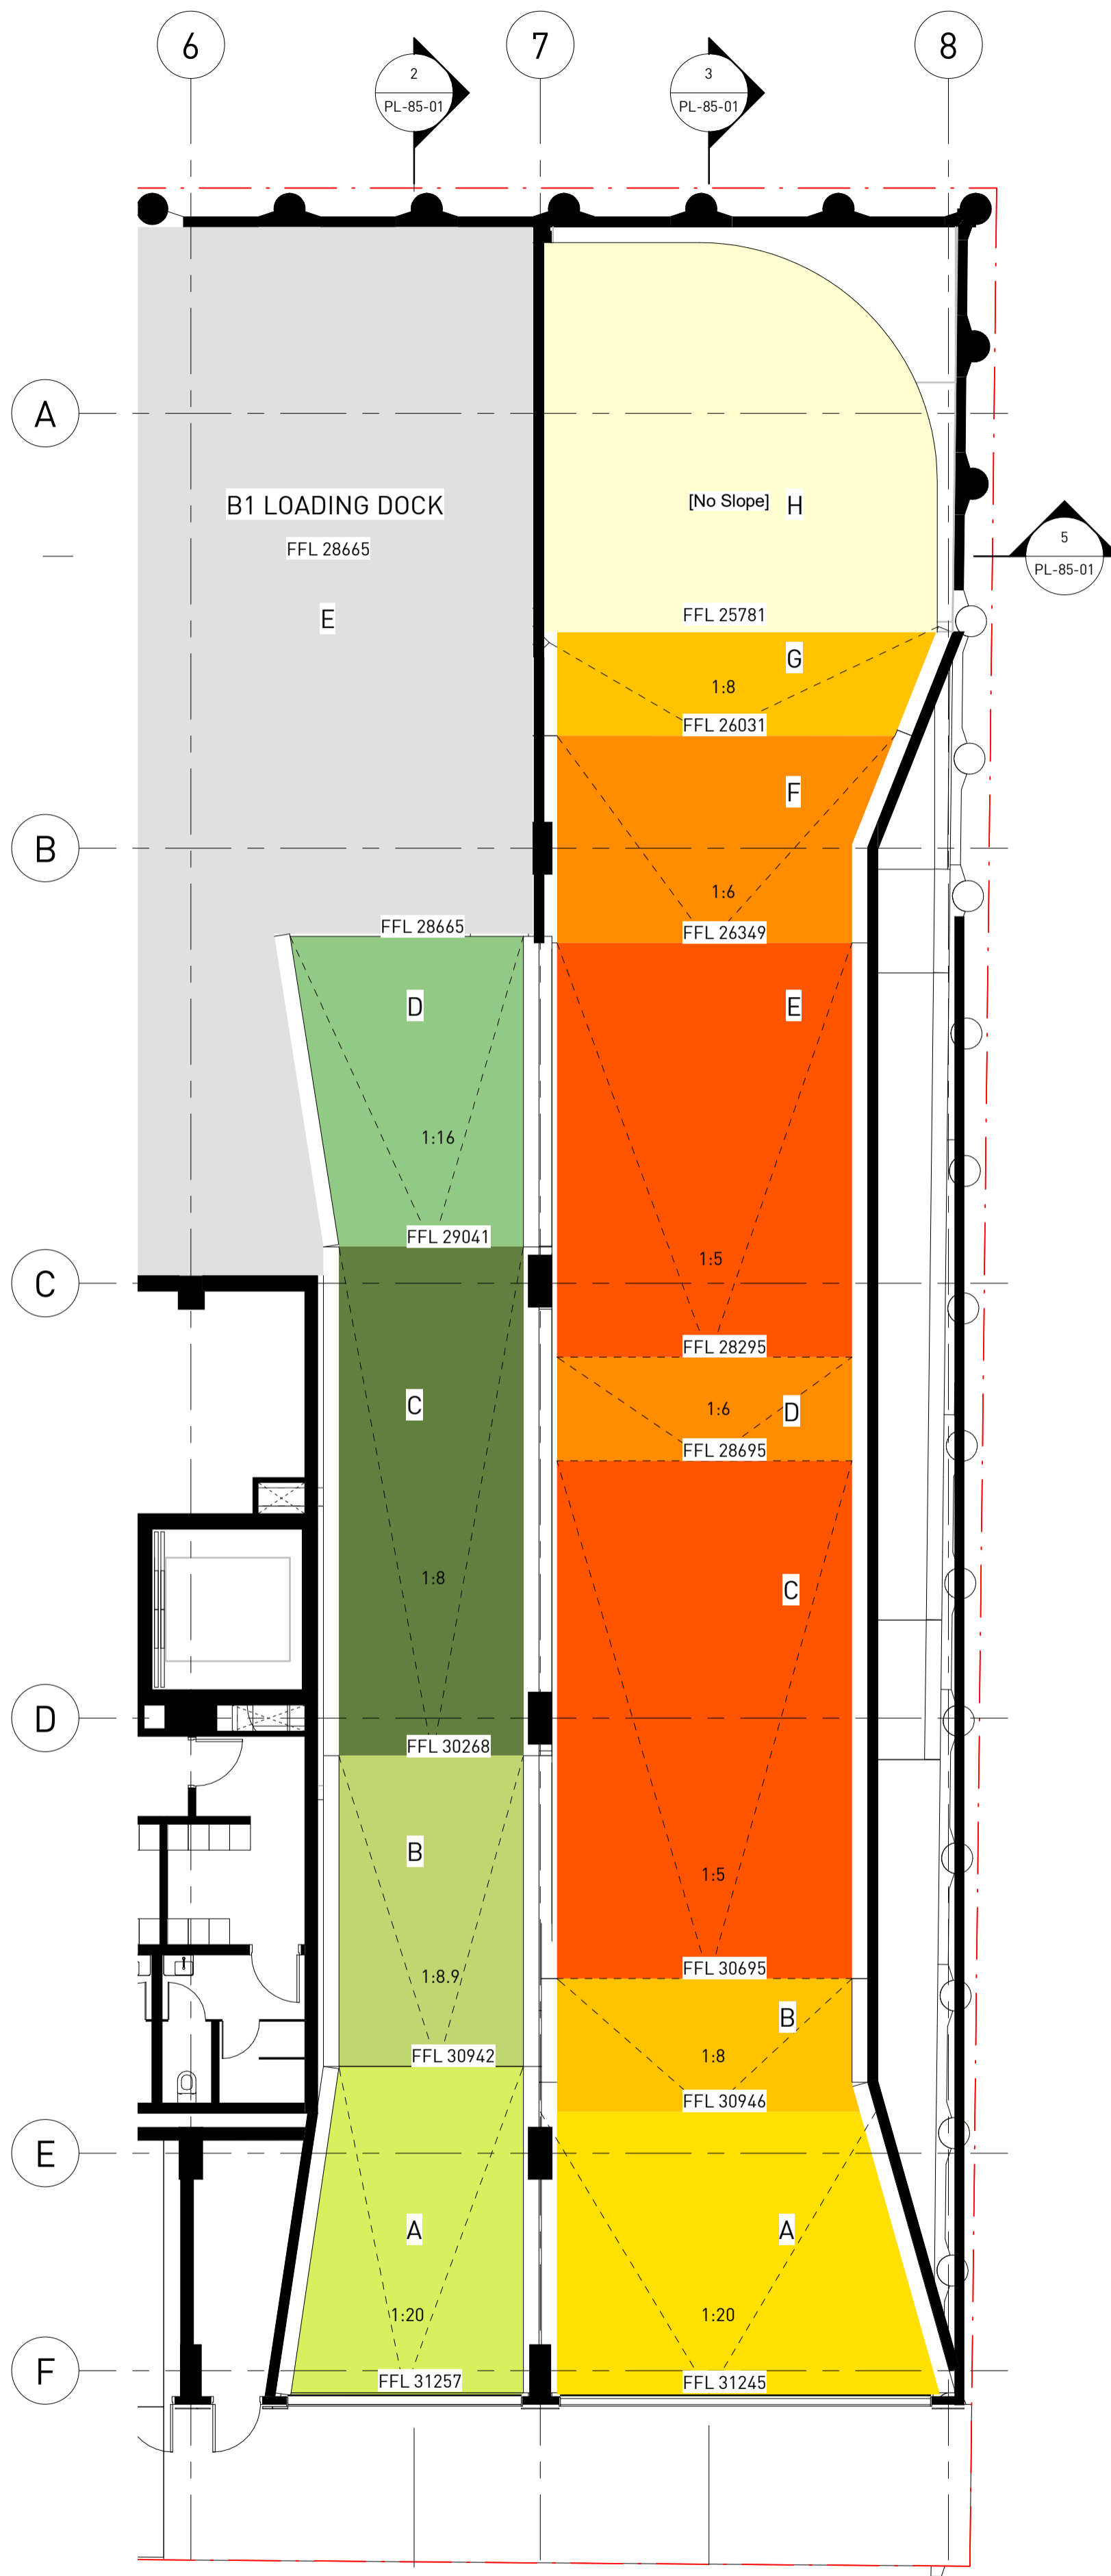 6
7
8
2
PL-85-01
3
PL-85-01
A
B1 LOADING DOCK
FFL 28665
E
[No Slope] H
5
PL-85-01
FFL 25781
G
1:8
FFL 26031
F
B
1:6
FFL 28665
FFL 26349
D
E
1:16
FFL 29041
1:5
C
FFL 28295
C
1:6
D
FFL 28695
1:8
C
D
FFL 30268
B
1:5
FFL 30695
1:8.9
B
FFL 30942
1:8
FFL 30946
E
A
A
1:20
1:20
F
FFL 31257
FFL 31245